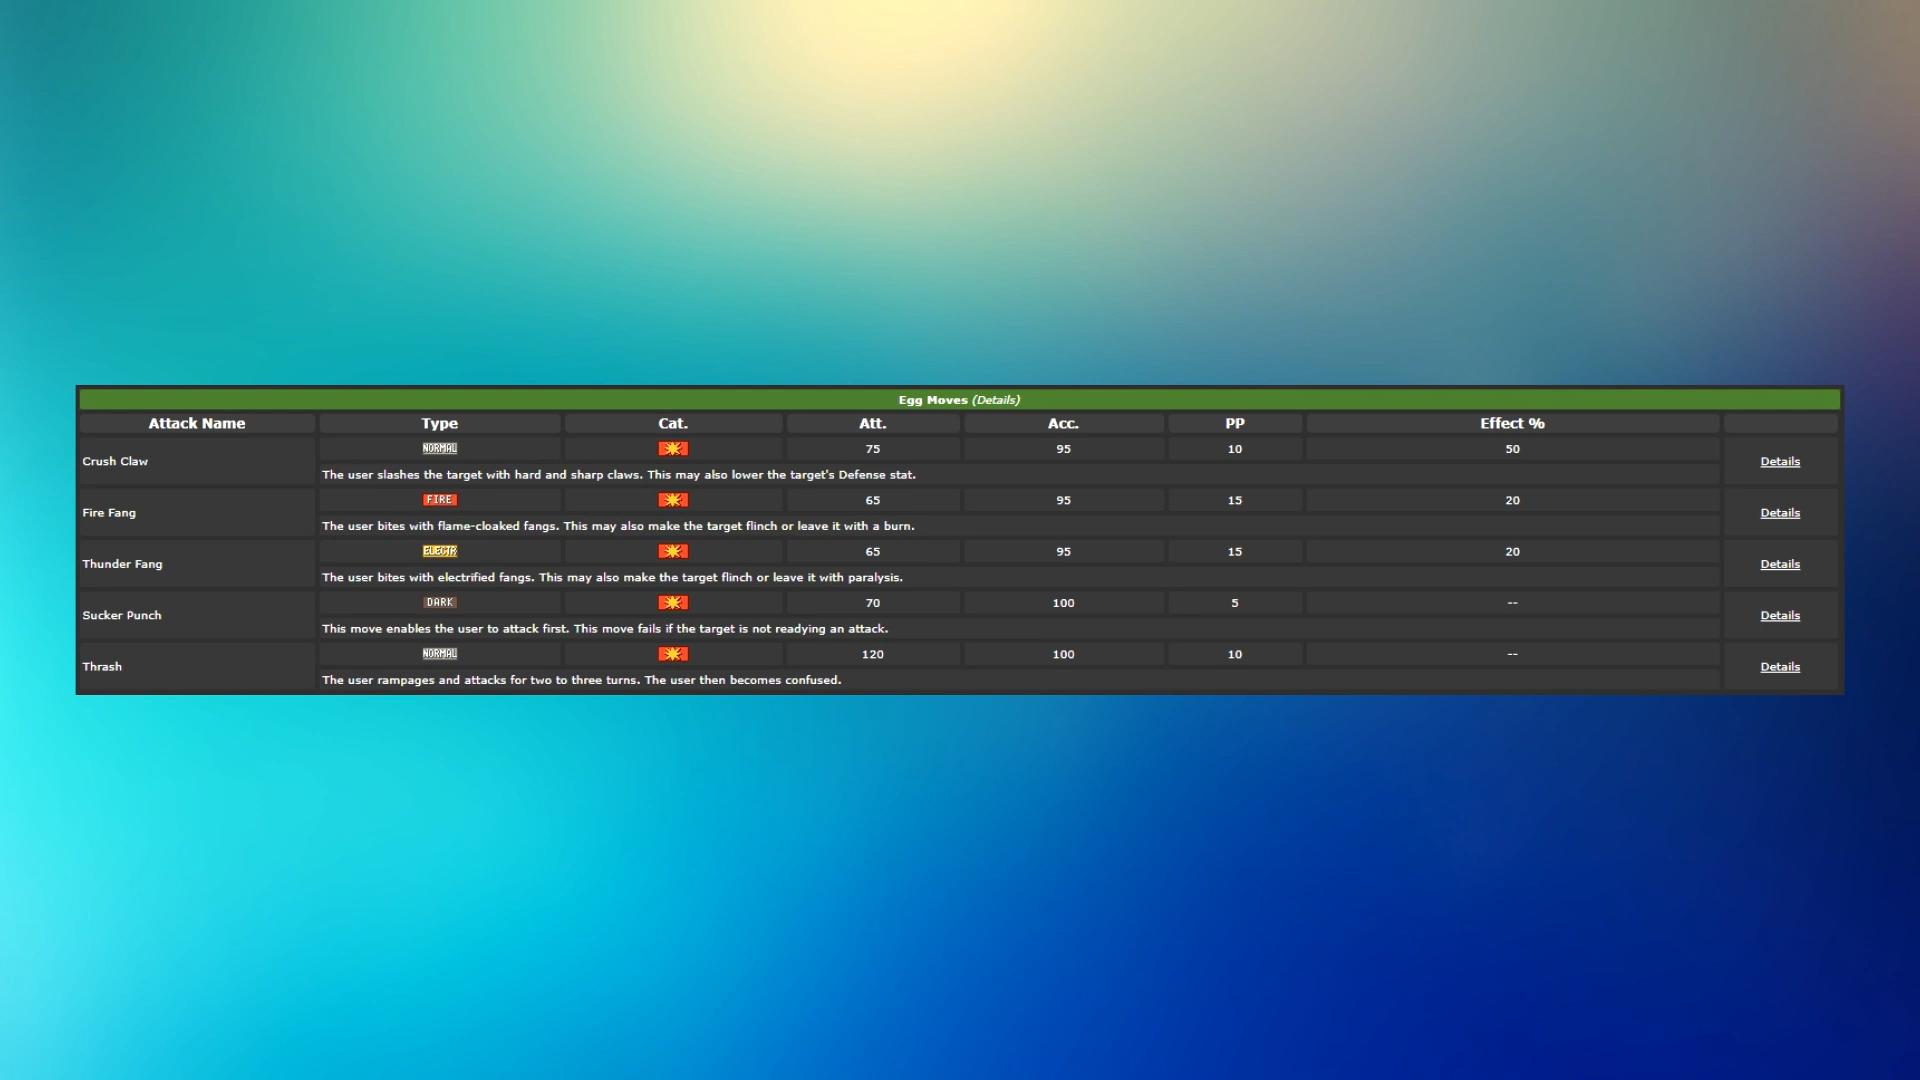 Egg Moves (Details)
Attack Name Type Cat. Att. Acc. PP Effect %
Crush Claw NORMAL 75 95 10 50 Details
The user slashes the target with hard and sharp claws. This may also lower the target's Defense stat.
Fire Fang FIRE 65 95 15 20 Details
The user bites with flame-cloaked fangs. This may also make the target flinch or leave it with a burn.
Thunder Fang ELECTR 65 95 15 20 Details
The user bites with electrified fangs. This may also make the target flinch or leave it with paralysis.
Sucker Punch DARK 70 100 5 -- Details
This move enables the user to attack first. This move fails if the target is not readying an attack.
Thrash NORMAL 120 100 10 -- Details
The user rampages and attacks for two to three turns. The user then becomes confused.